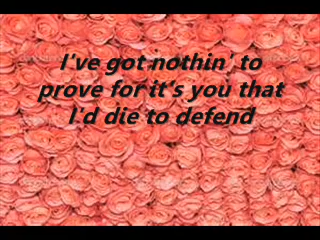 I've got nothin' to
prove for it's you that
I'd die to defend